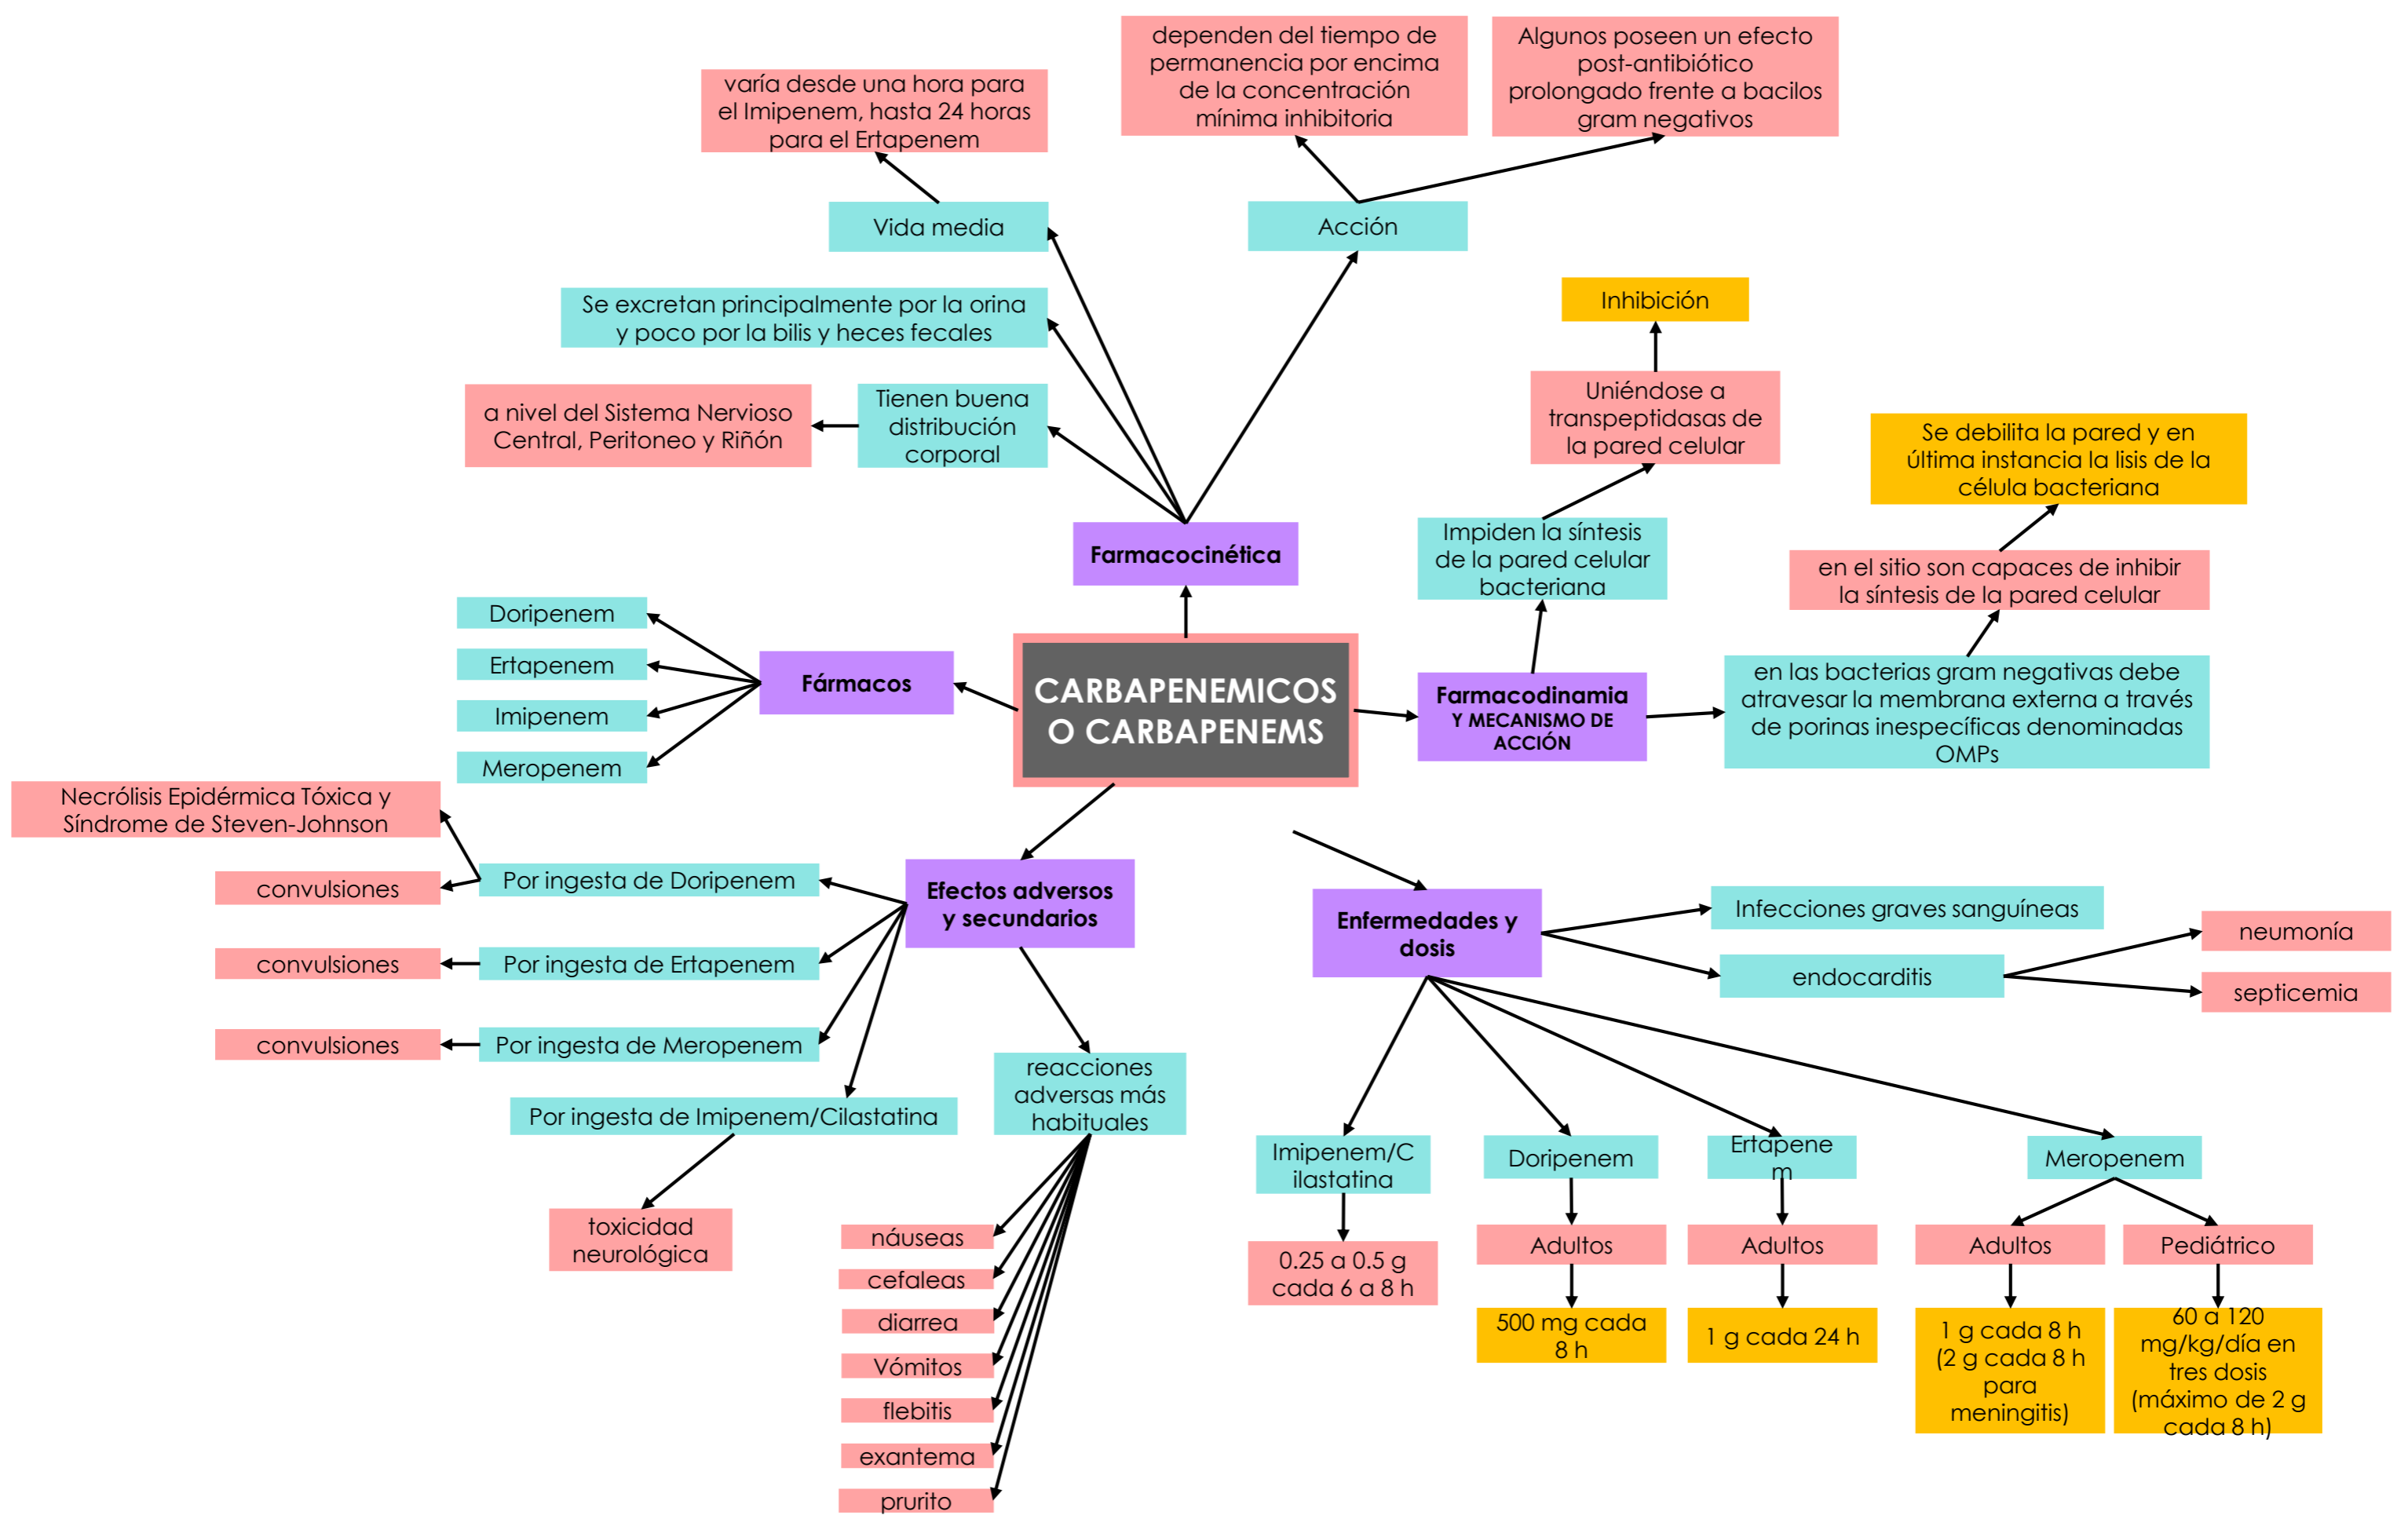 dependen del tiempo de
permanencia por encima
de la concentración
mínima inhibitoria
Algunos poseen un efecto
post-antibiótico
prolongado frente a bacilos
gram negativos
varía desde una hora para
el Imipenem, hasta 24 horas
para el Ertapenem
Vida media
Acción
Se excretan principalmente por la orina
y poco por la bilis y heces fecales
Inhibición
a nivel del Sistema Nervioso
Central, Peritoneo y Riñón
Tienen buena
distribución
corporal
Uniéndose a
transpeptidasas de
la pared celular
Se debilita la pared y en
última instancia la lisis de la
célula bacteriana
Farmacocinética
Impiden la síntesis
de la pared celular
bacteriana
en el sitio son capaces de inhibir
la síntesis de la pared celular
Doripenem
Ertapenem
Imipenem
Meropenem
Fármacos
CARBAPENEMICOS
O CARBAPENEMS
Farmacodinamia
Y MECANISMO DE
ACCIÓN
en las bacterias gram negativas debe
atravesar la membrana externa a través
de porinas inespecíficas denominadas
OMPs
Necrólisis Epidérmica Tóxica y
Síndrome de Steven-Johnson
convulsiones
Por ingesta de Doripenem
Efectos adversos
y secundarios
convulsiones
Por ingesta de Ertapenem
convulsiones
Por ingesta de Meropenem
Por ingesta de Imipenem/Cilastatina
toxicidad
neurológica
reacciones
adversas más
habituales
náuseas
cefaleas
diarrea
Vómitos
flebitis
exantema
prurito
Enfermedades y
dosis
Infecciones graves sanguíneas
endocarditis
neumonía
septicemia
Imipenem/C
ilastatina
0.25 a 0.5 g
cada 6 a 8 h
Doripenem
Adultos
500 mg cada
8 h
Ertapene
m
Adultos
1 g cada 24 h
Meropenem
Adultos
1 g cada 8 h
(2 g cada 8 h
para
meningitis)
Pediátrico
60 a 120
mg/kg/día en
tres dosis
(máximo de 2 g
cada 8 h)